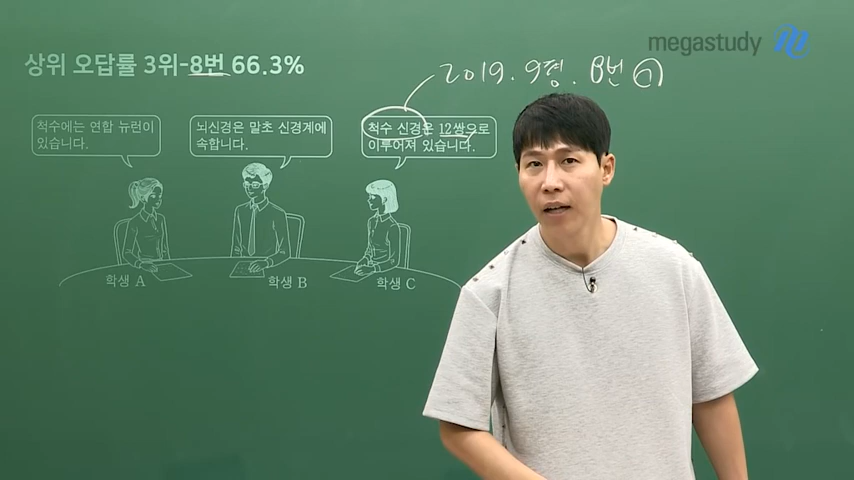 megastudy
상위 오답률 3위-8번 66.3%
2019. 9평. 8번 ㉠
척수에는 연합 뉴런이
있습니다.
뇌신경은 말초 신경계에
속합니다.
척수 신경은 12쌍으로
이루어져 있습니다.
학생 A
학생 B
학생 C